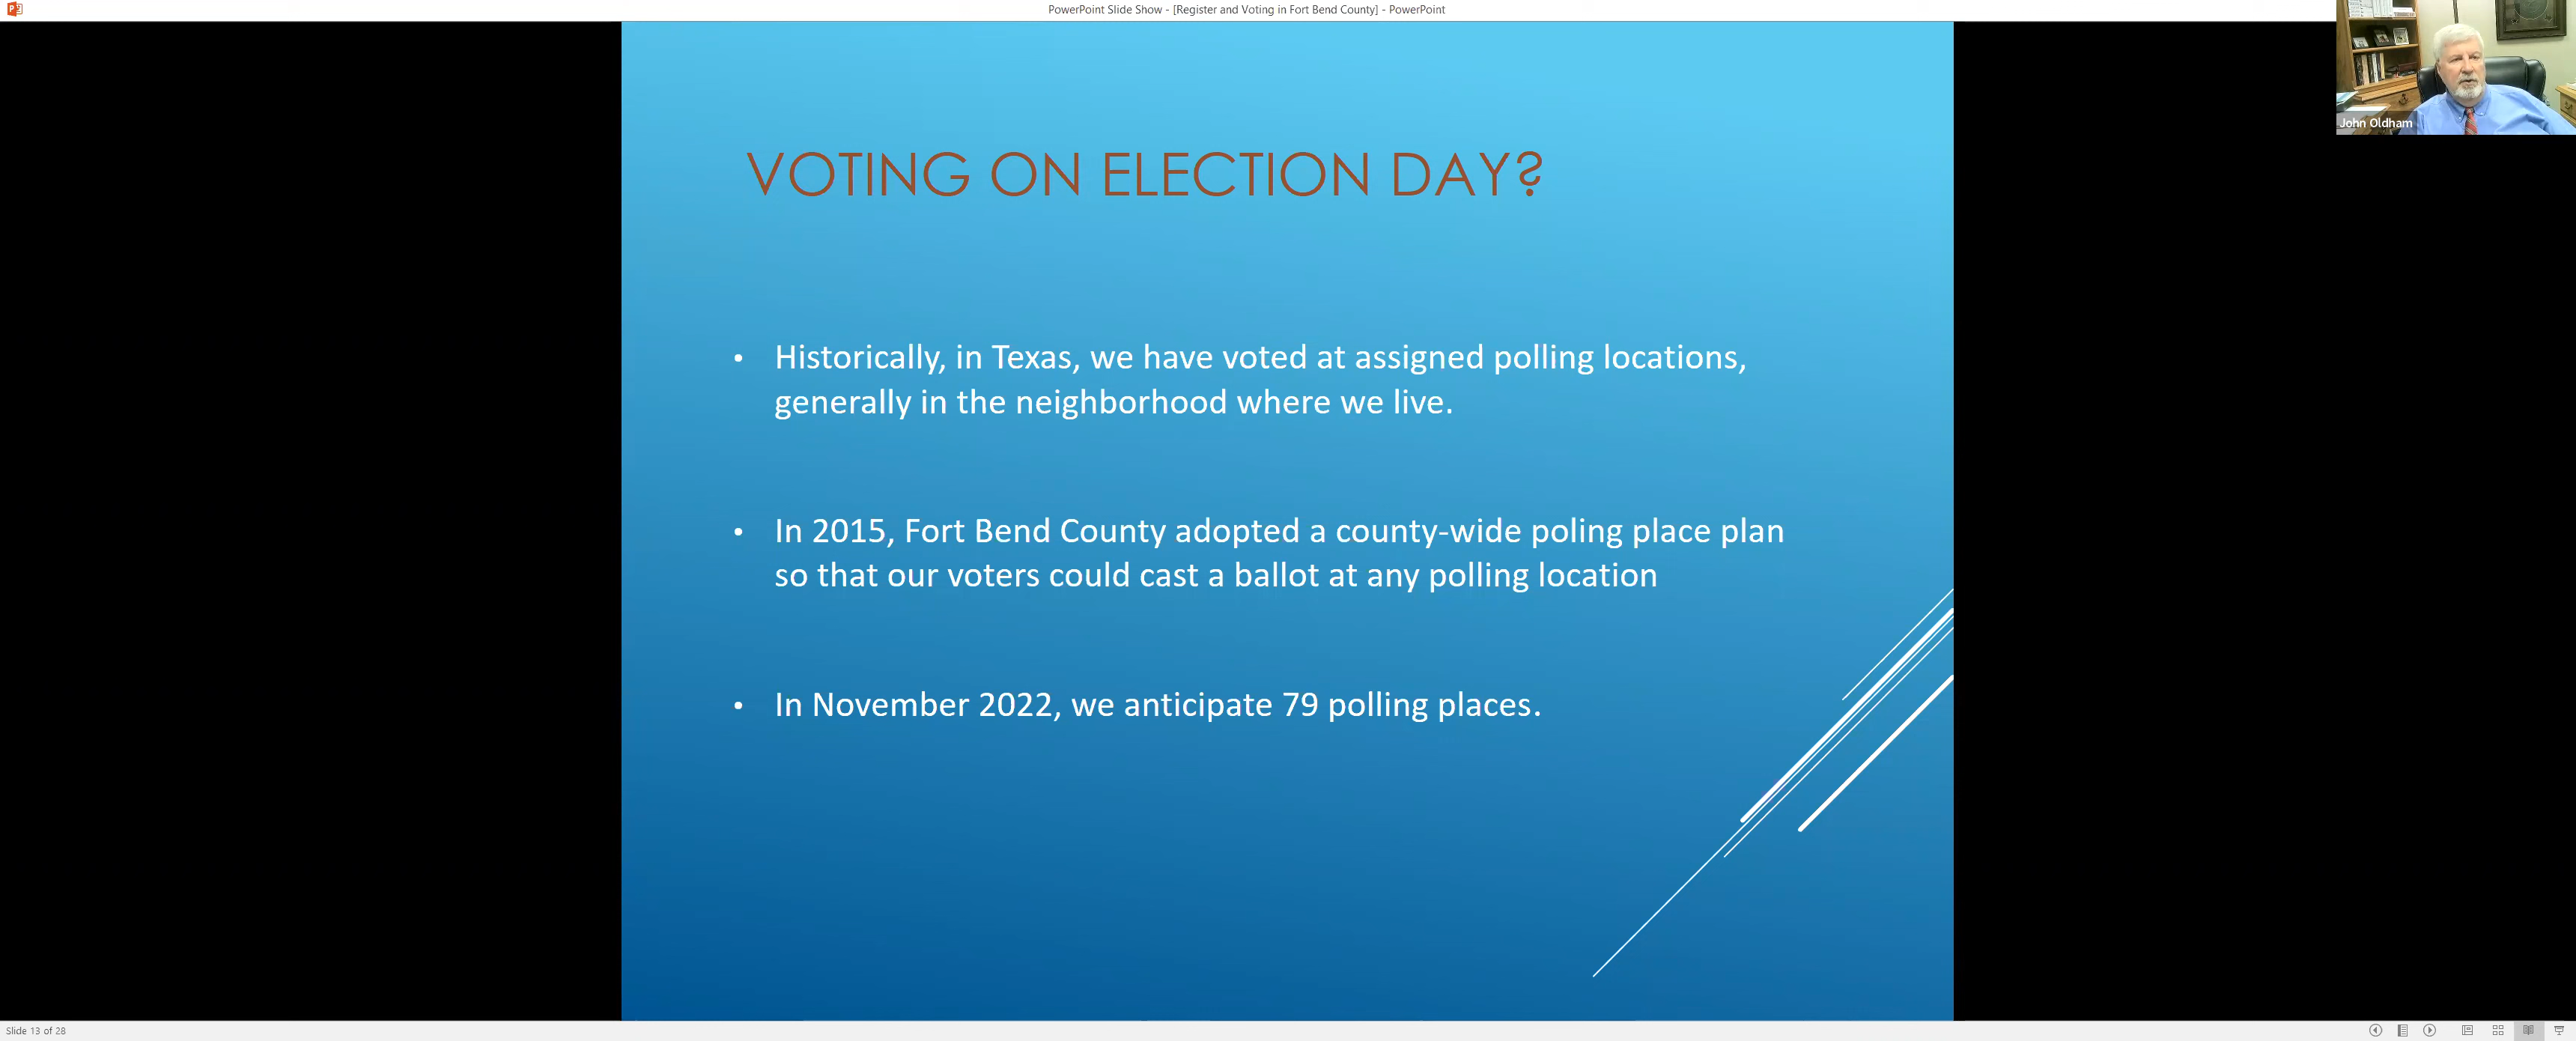 PowerPoint Slide Show - [Register and Voting in Fort Bend County] - PowerPoint
John Oldham
VOTING ON ELECTION DAY?
• Historically, in Texas, we have voted at assigned polling locations,
generally in the neighborhood where we live.
• In 2015, Fort Bend County adopted a county-wide poling place plan
so that our voters could cast a ballot at any polling location
• In November 2022, we anticipate 79 polling places.
Slide 13 of 28